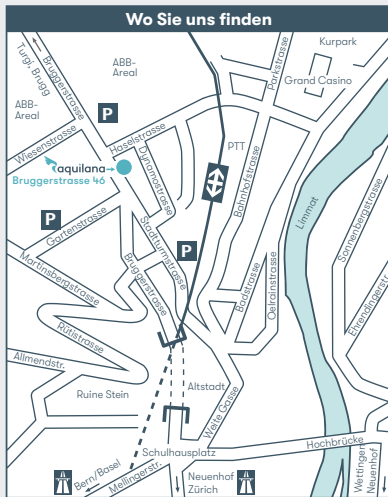 Wo Sie uns finden
Kurpark
Turgi, Brugg
Bruggerstrasse
ABB-
Areal
Parkstrasse
Grand Casino
ABB-
Areal
P
Haselstrasse
Wiesenstrasse
PTT
Dynamostrasse
aquilana
Bruggerstrasse 46
Bahnhofstrasse
Limmat
Sonnenbergstrasse
P
Gartenstrasse
Stadtturmstrasse
P
Martinsbergstrasse
Bruggerstrasse
Badstrasse
Oelrainstrasse
Ehrendingerstr.
Rütistrasse
Allmendstr.
Ruine Stein
Altstadt
Weite Gasse
Hochbrücke
Schulhausplatz
Bern/Basel
Mellingerstr.
Neuenhof
Zürich
Wettingen
Neuenhof